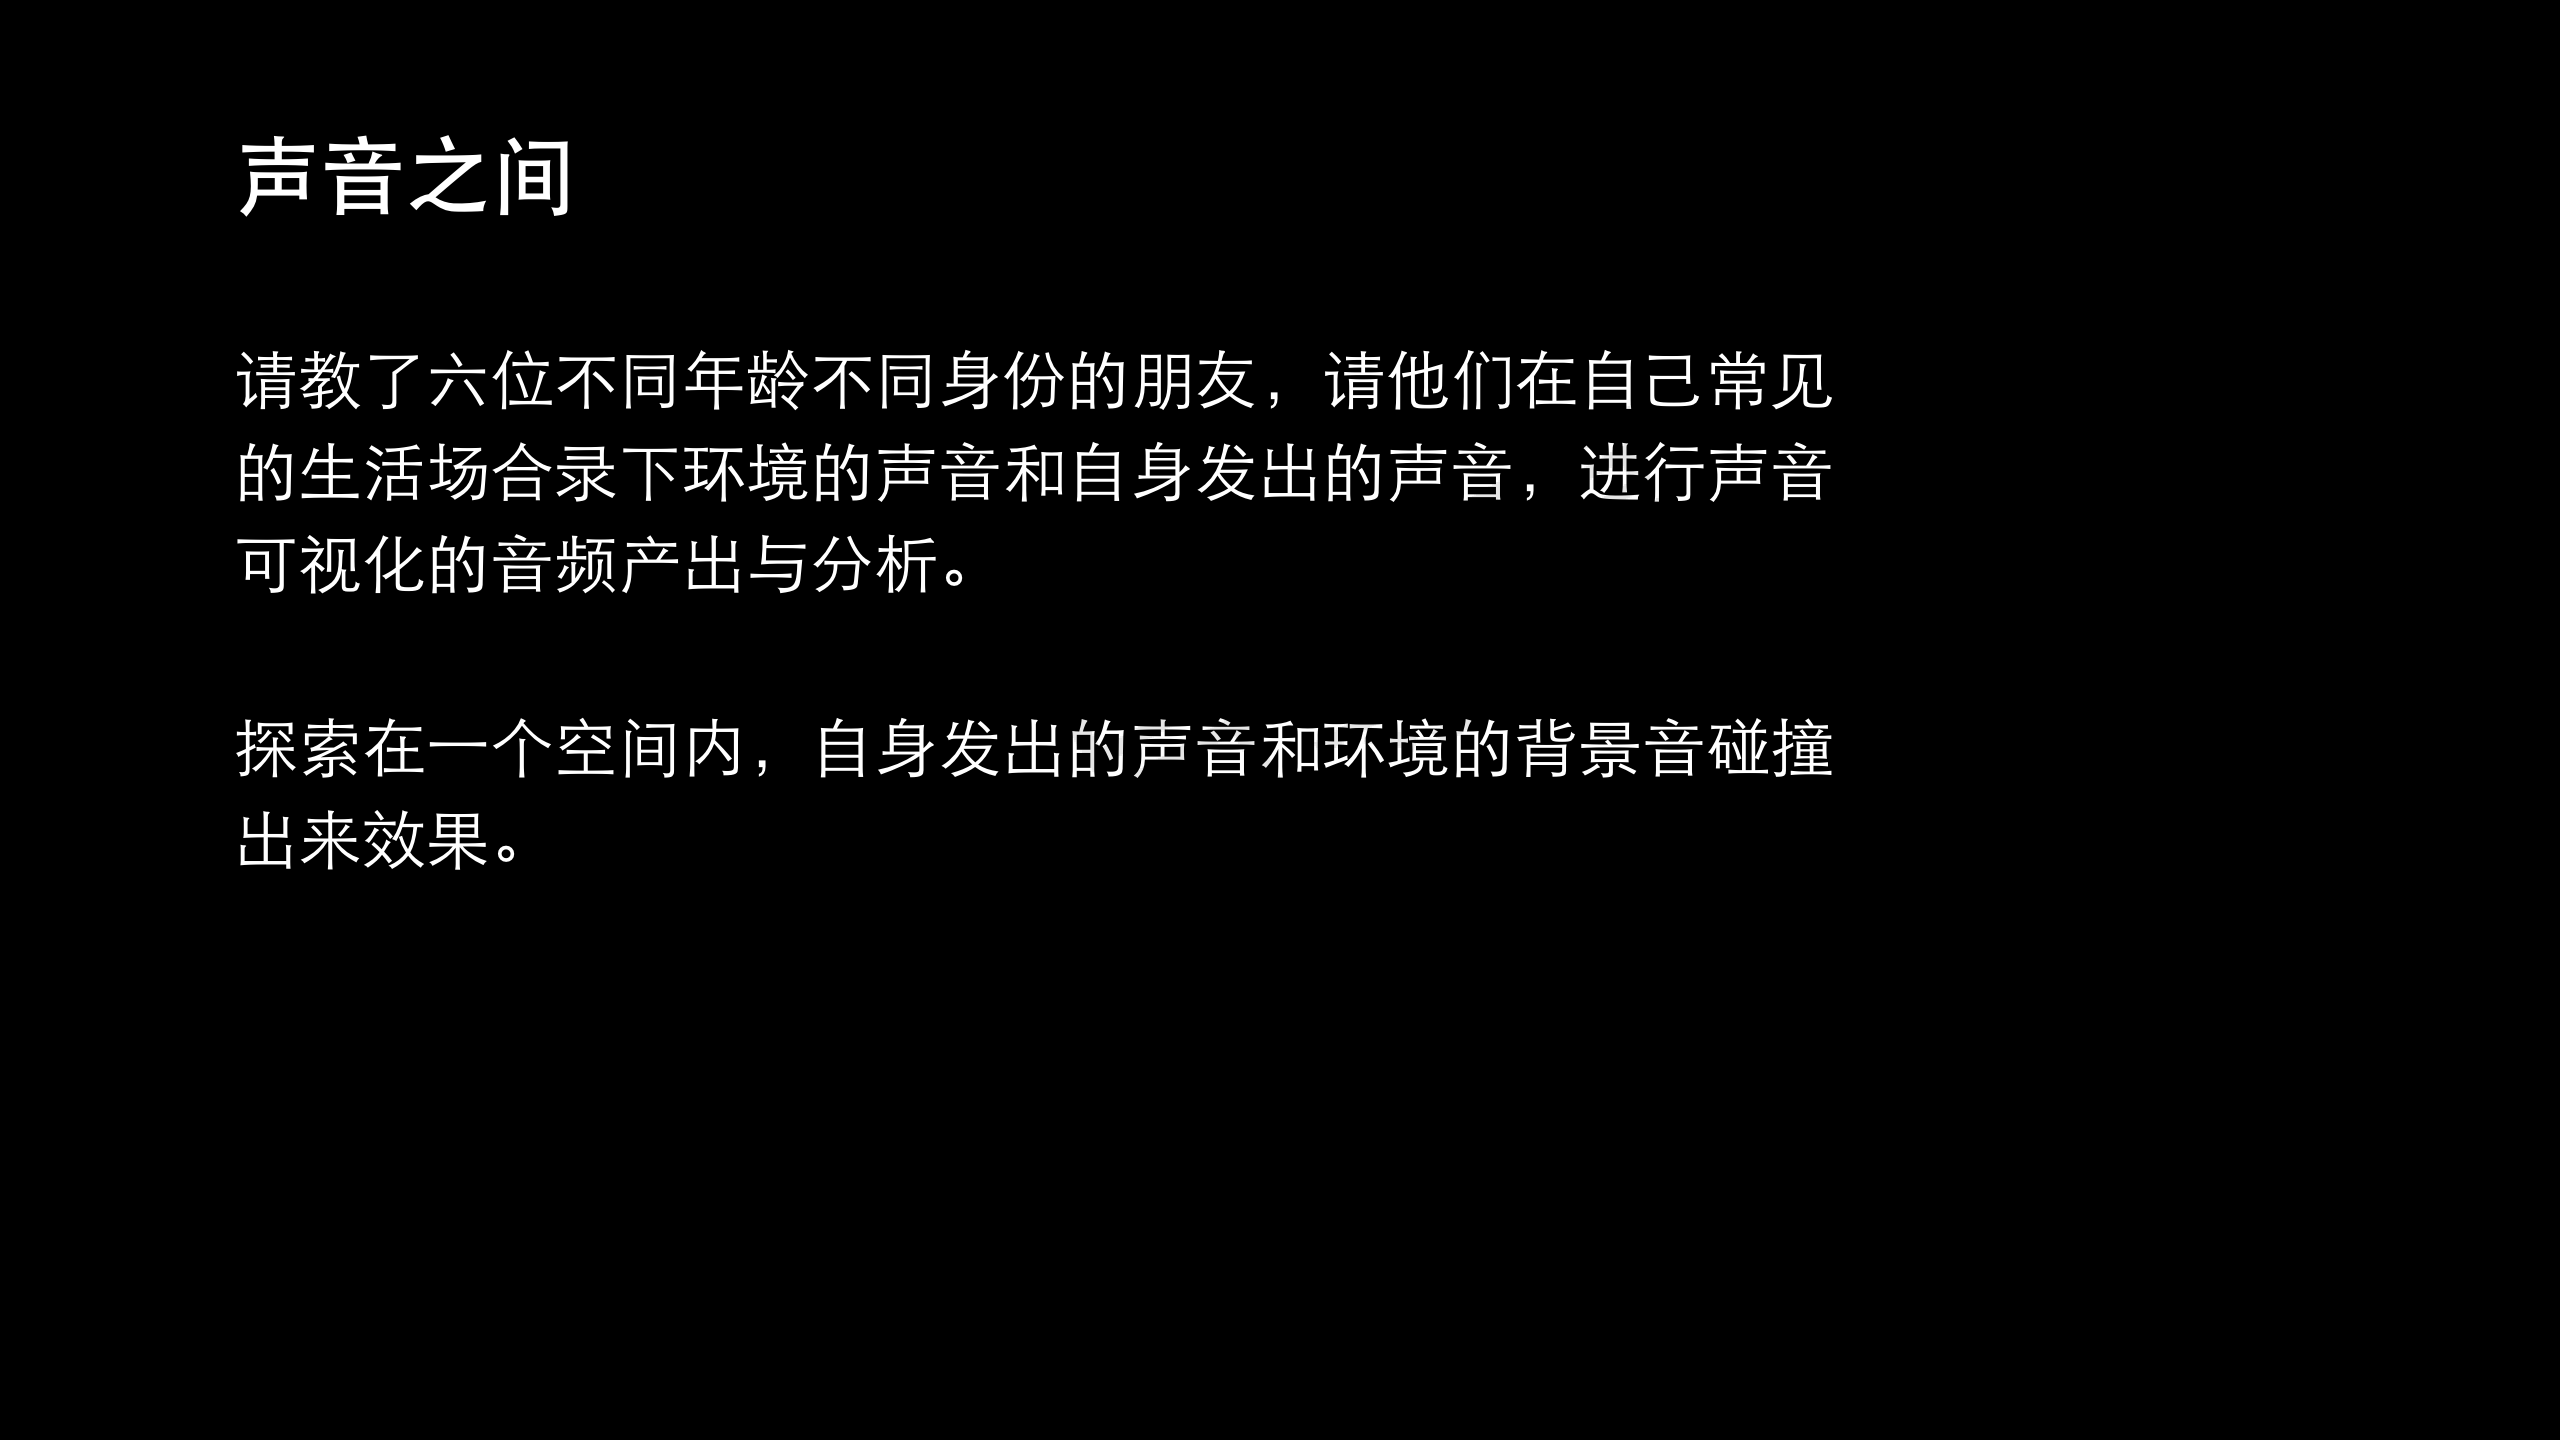 声音之间
请教了六位不同年龄不同身份的朋友，请他们在自己常见
的生活场合录下环境的声音和自身发出的声音，进行声音
可视化的音频产出与分析。
探索在一个空间内，自身发出的声音和环境的背景音碰撞
出来效果。